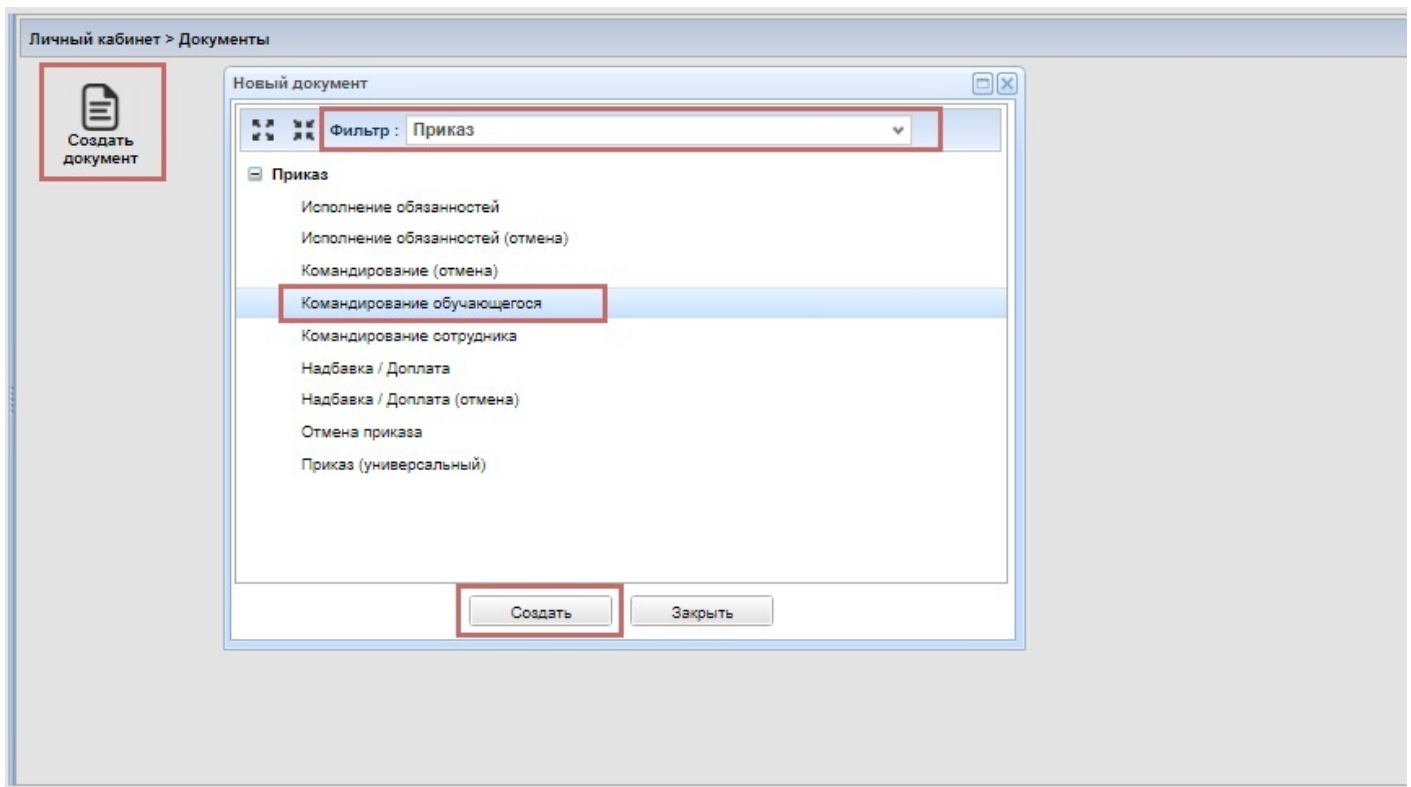 Личный кабинет > Документы
Создать
документ
Новый документ
Фильтр : Приказ
Приказ
Исполнение обязанностей
Исполнение обязанностей (отмена)
Командирование (отмена)
Командирование обучающегося
Командирование сотрудника
Надбавка / Доплата
Надбавка / Доплата (отмена)
Отмена приказа
Приказ (универсальный)
Создать
Закрыть